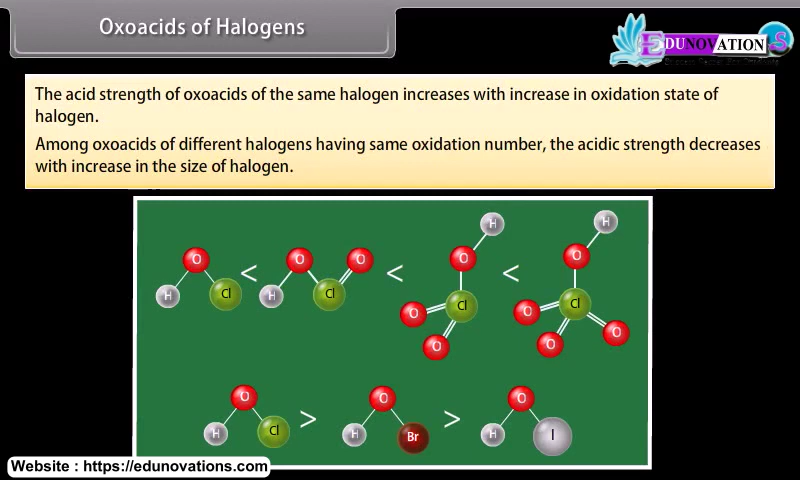 Oxoacids of Halogens
EDUNOVATIONS
The acid strength of oxoacids of the same halogen increases with increase in oxidation state of
halogen.
Among oxoacids of different halogens having same oxidation number, the acidic strength decreases
with increase in the size of halogen.
H O Cl < H O Cl O < H O Cl O O < H O Cl O O O
H O Cl > H O Br > H O I
Website : https://edunovations.com